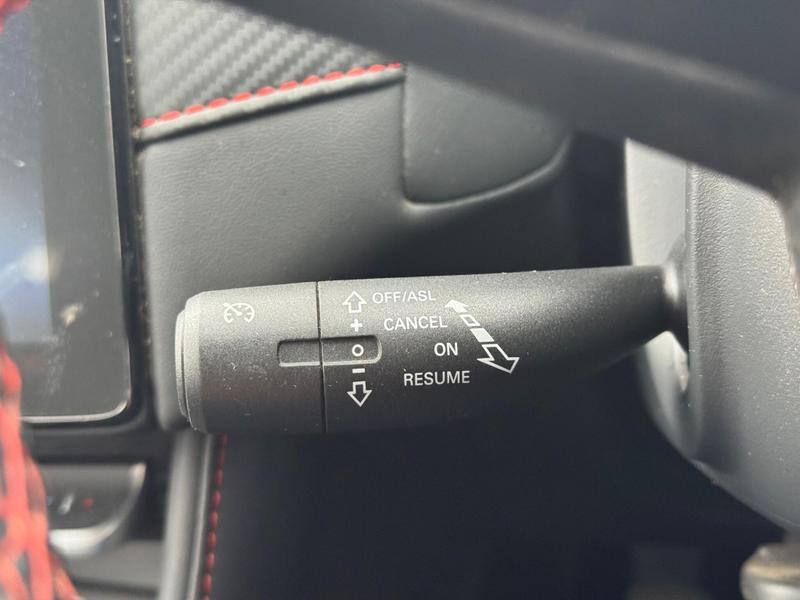 OFF/ASL
+ CANCEL
ON
- RESUME